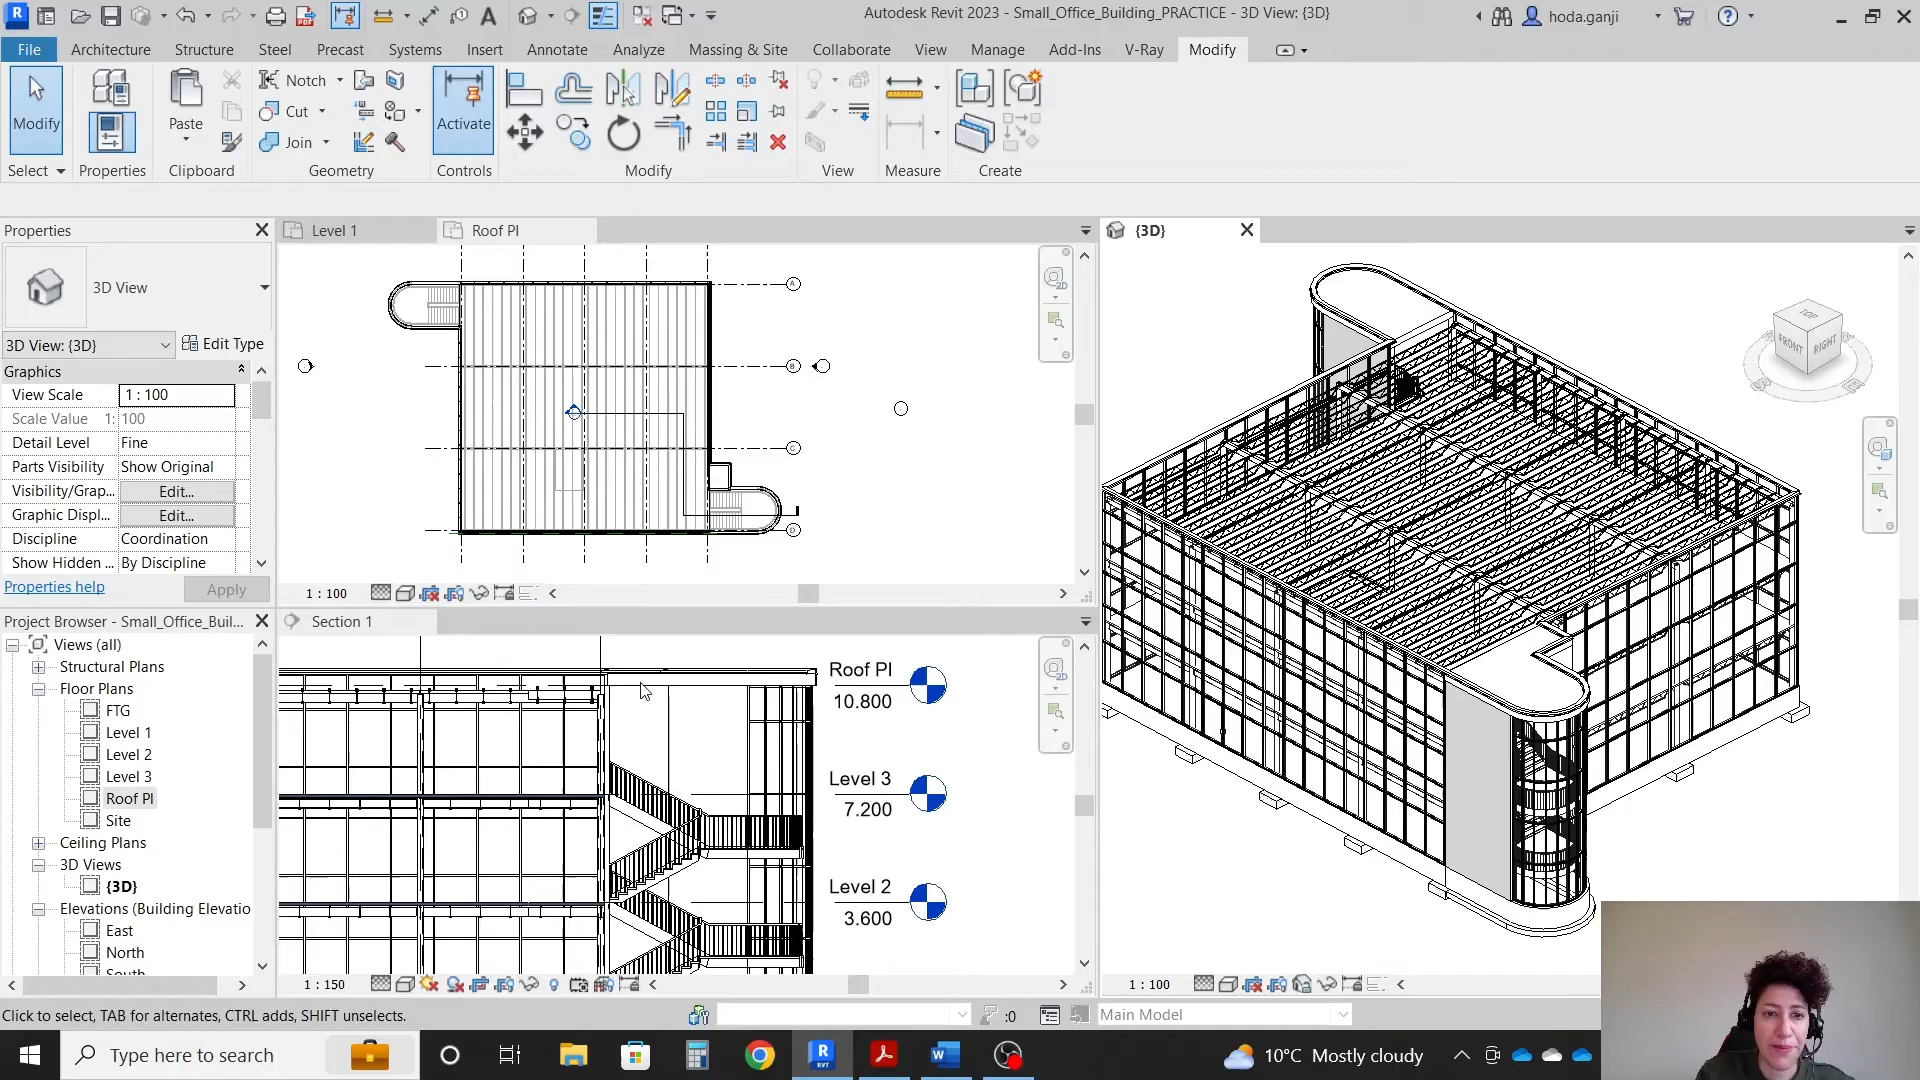 Autodesk Revit 2023 - Small_Office_Building_PRACTICE - 3D View: {3D}
hoda.ganji
File
Architecture
Structure
Steel
Precast
Systems
Insert
Annotate
Analyze
Massing & Site
Collaborate
View
Manage
Add-Ins
V-Ray
Modify
Modify
Paste
Notch
Cut
Join
Activate
Select
Properties
Clipboard
Geometry
Controls
Modify
View
Measure
Create
Properties
3D View
3D View: {3D}
Edit Type
Graphics
View Scale
1 : 100
Scale Value 1:
100
Detail Level
Fine
Parts Visibility
Show Original
Visibility/Grap...
Edit...
Graphic Displ...
Edit...
Discipline
Coordination
Show Hidden ...
By Discipline
Properties help
Apply
Project Browser - Small_Office_Buil...
Views (all)
Structural Plans
Floor Plans
FTG
Level 1
Level 2
Level 3
Roof Pl
Site
Ceiling Plans
3D Views
{3D}
Elevations (Building Elevatio
East
North
South
Level 1
Roof Pl
A
B
C
D
2D
1 : 100
Section 1
Roof Pl
10.800
Level 3
7.200
Level 2
3.600
2D
1 : 150
{3D}
TOP
FRONT
RIGHT
1 : 100
Click to select, TAB for alternates, CTRL adds, SHIFT unselects.
:0
Main Model
Type here to search
10°C Mostly cloudy